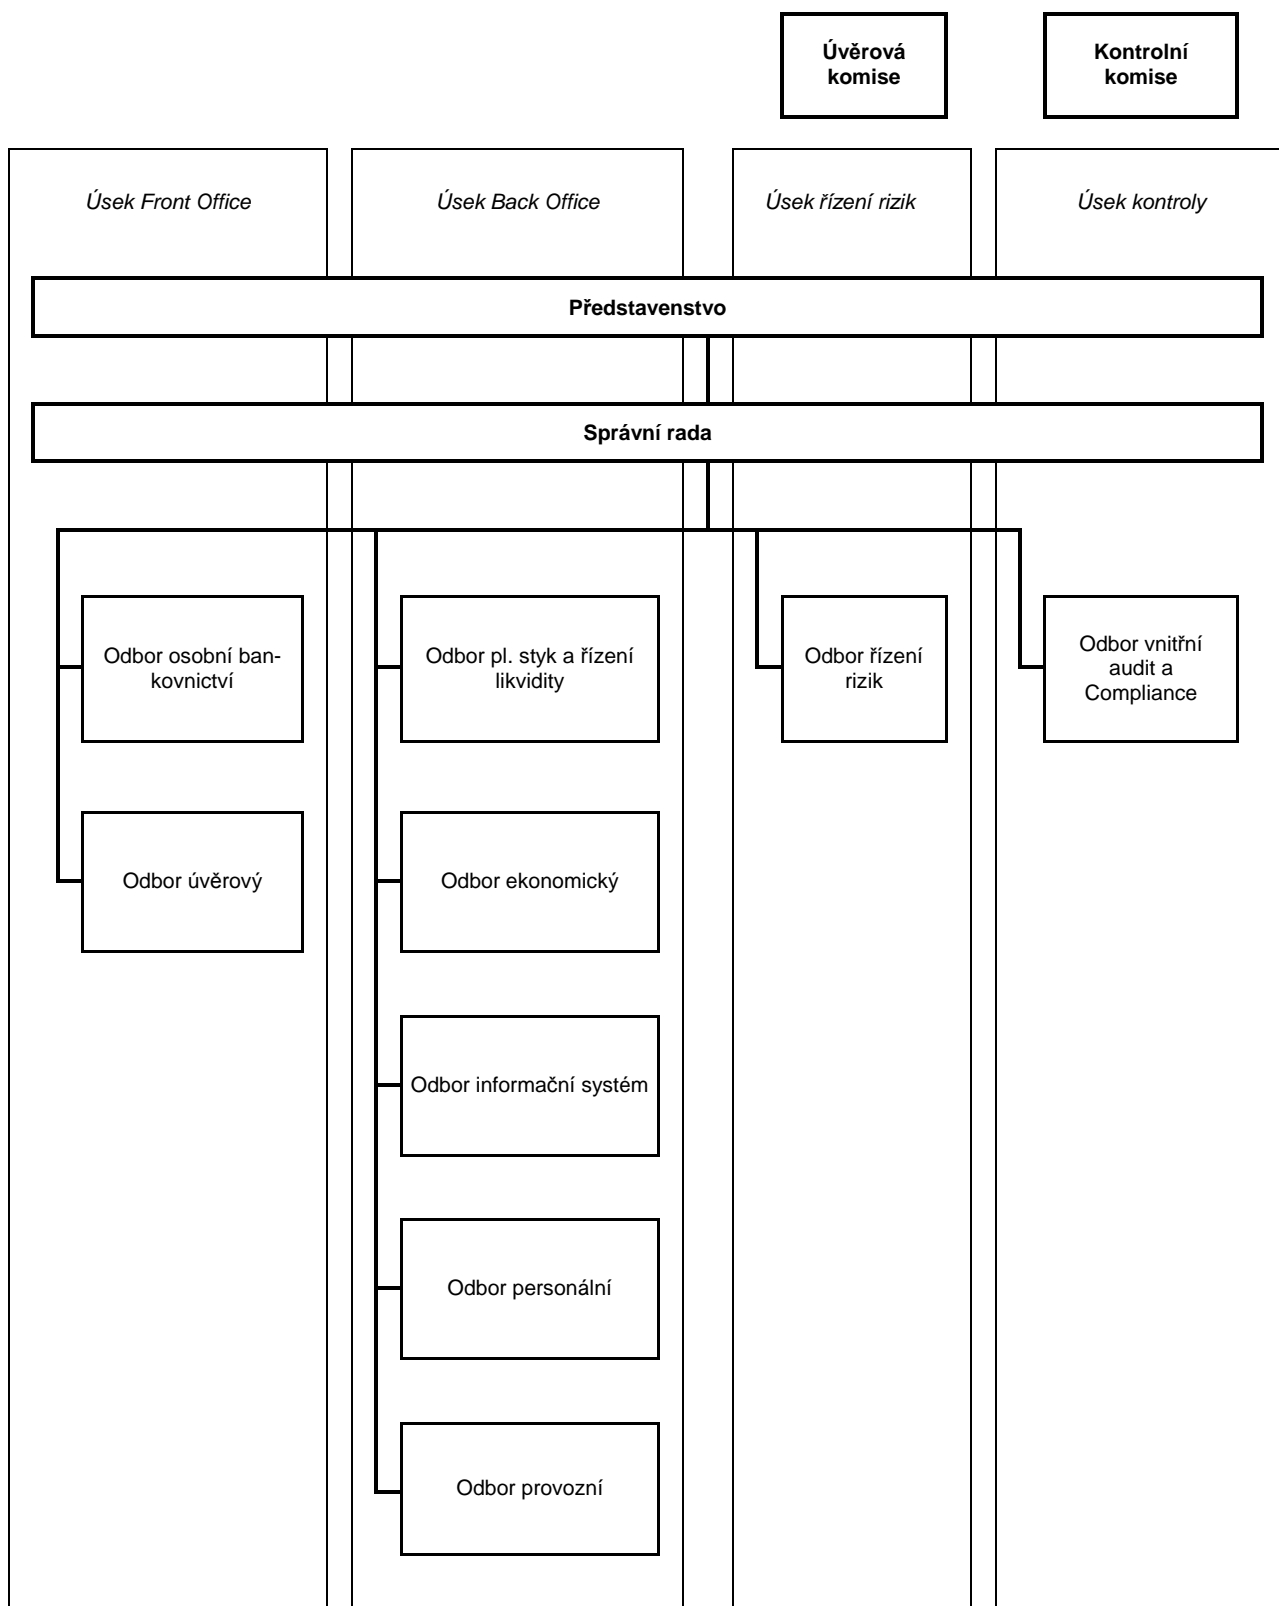 Úvěrová
komise
Kontrolní
komise
Úsek Front Office
Úsek Back Office
Úsek řízení rizik
Úsek kontroly
Představenstvo
Správní rada
Odbor osobní ban-
kovnictví
Odbor pl. styk a řízení
likvidity
Odbor řízení
rizik
Odbor vnitřní
audit a
Compliance
Odbor úvěrový
Odbor ekonomický
Odbor informační systém
Odbor personální
Odbor provozní